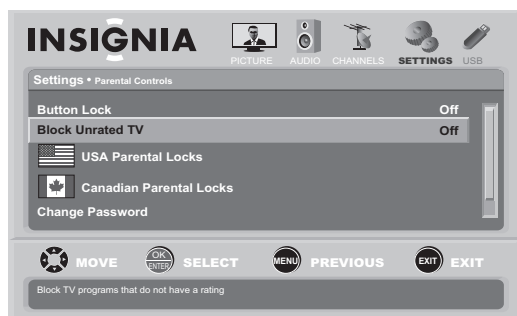 INSIGNIA
PICTURE AUDIO CHANNELS SETTINGS USB
Settings • Parental Controls
Button Lock Off
Block Unrated TV Off
USA Parental Locks
Canadian Parental Locks
Change Password
MOVE OK ENTER SELECT MENU PREVIOUS EXIT EXIT
Block TV programs that do not have a rating